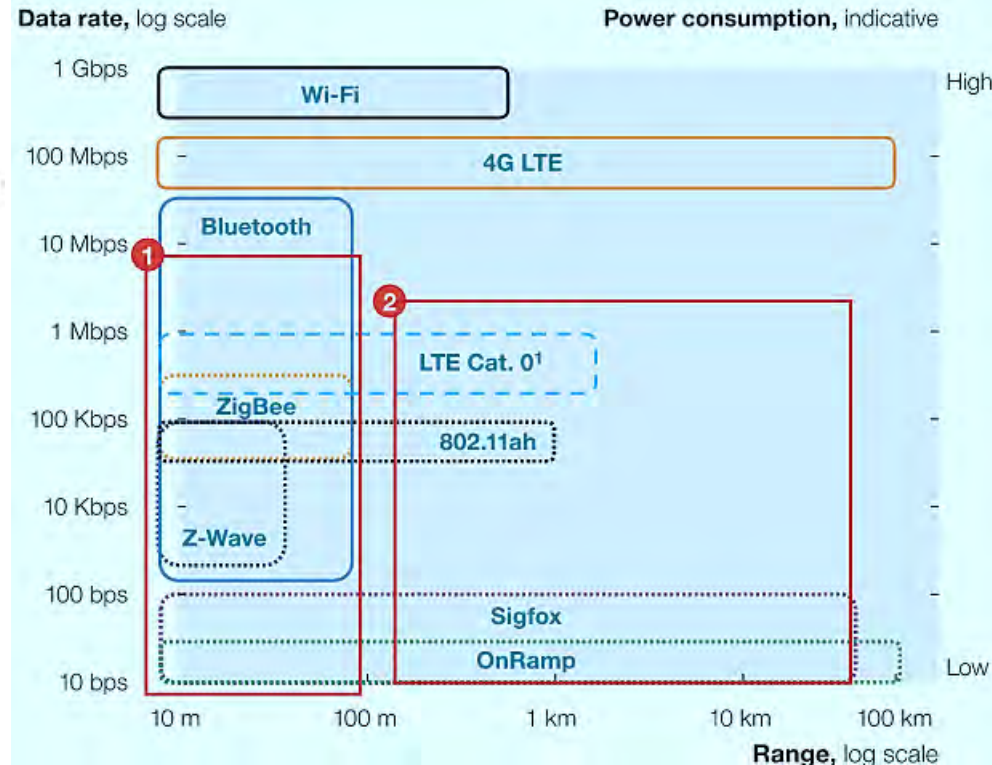 Data rate, log scale
Power consumption, indicative
1 Gbps
High
Wi-Fi
100 Mbps
4G LTE
Bluetooth
10 Mbps
1
2
1 Mbps
LTE Cat. 0¹
ZigBee
100 Kbps
802.11ah
10 Kbps
Z-Wave
100 bps
Sigfox
OnRamp
10 bps
Low
10 m
100 m
1 km
10 km
100 km
Range, log scale